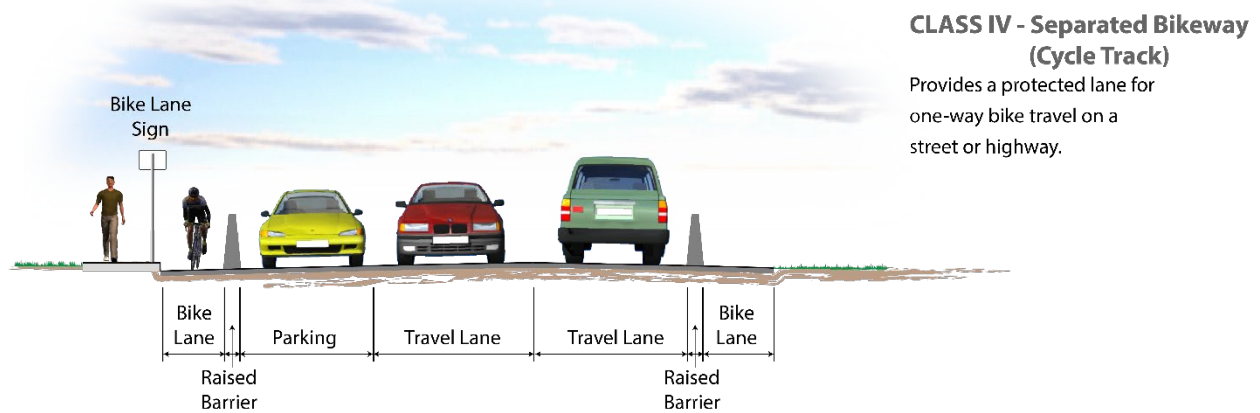 CLASS IV - Separated Bikeway
(Cycle Track)
Provides a protected lane for
one-way bike travel on a
street or highway.
Bike Lane
Sign
Bike
Lane
Parking
Travel Lane
Travel Lane
Bike
Lane
Raised
Barrier
Raised
Barrier